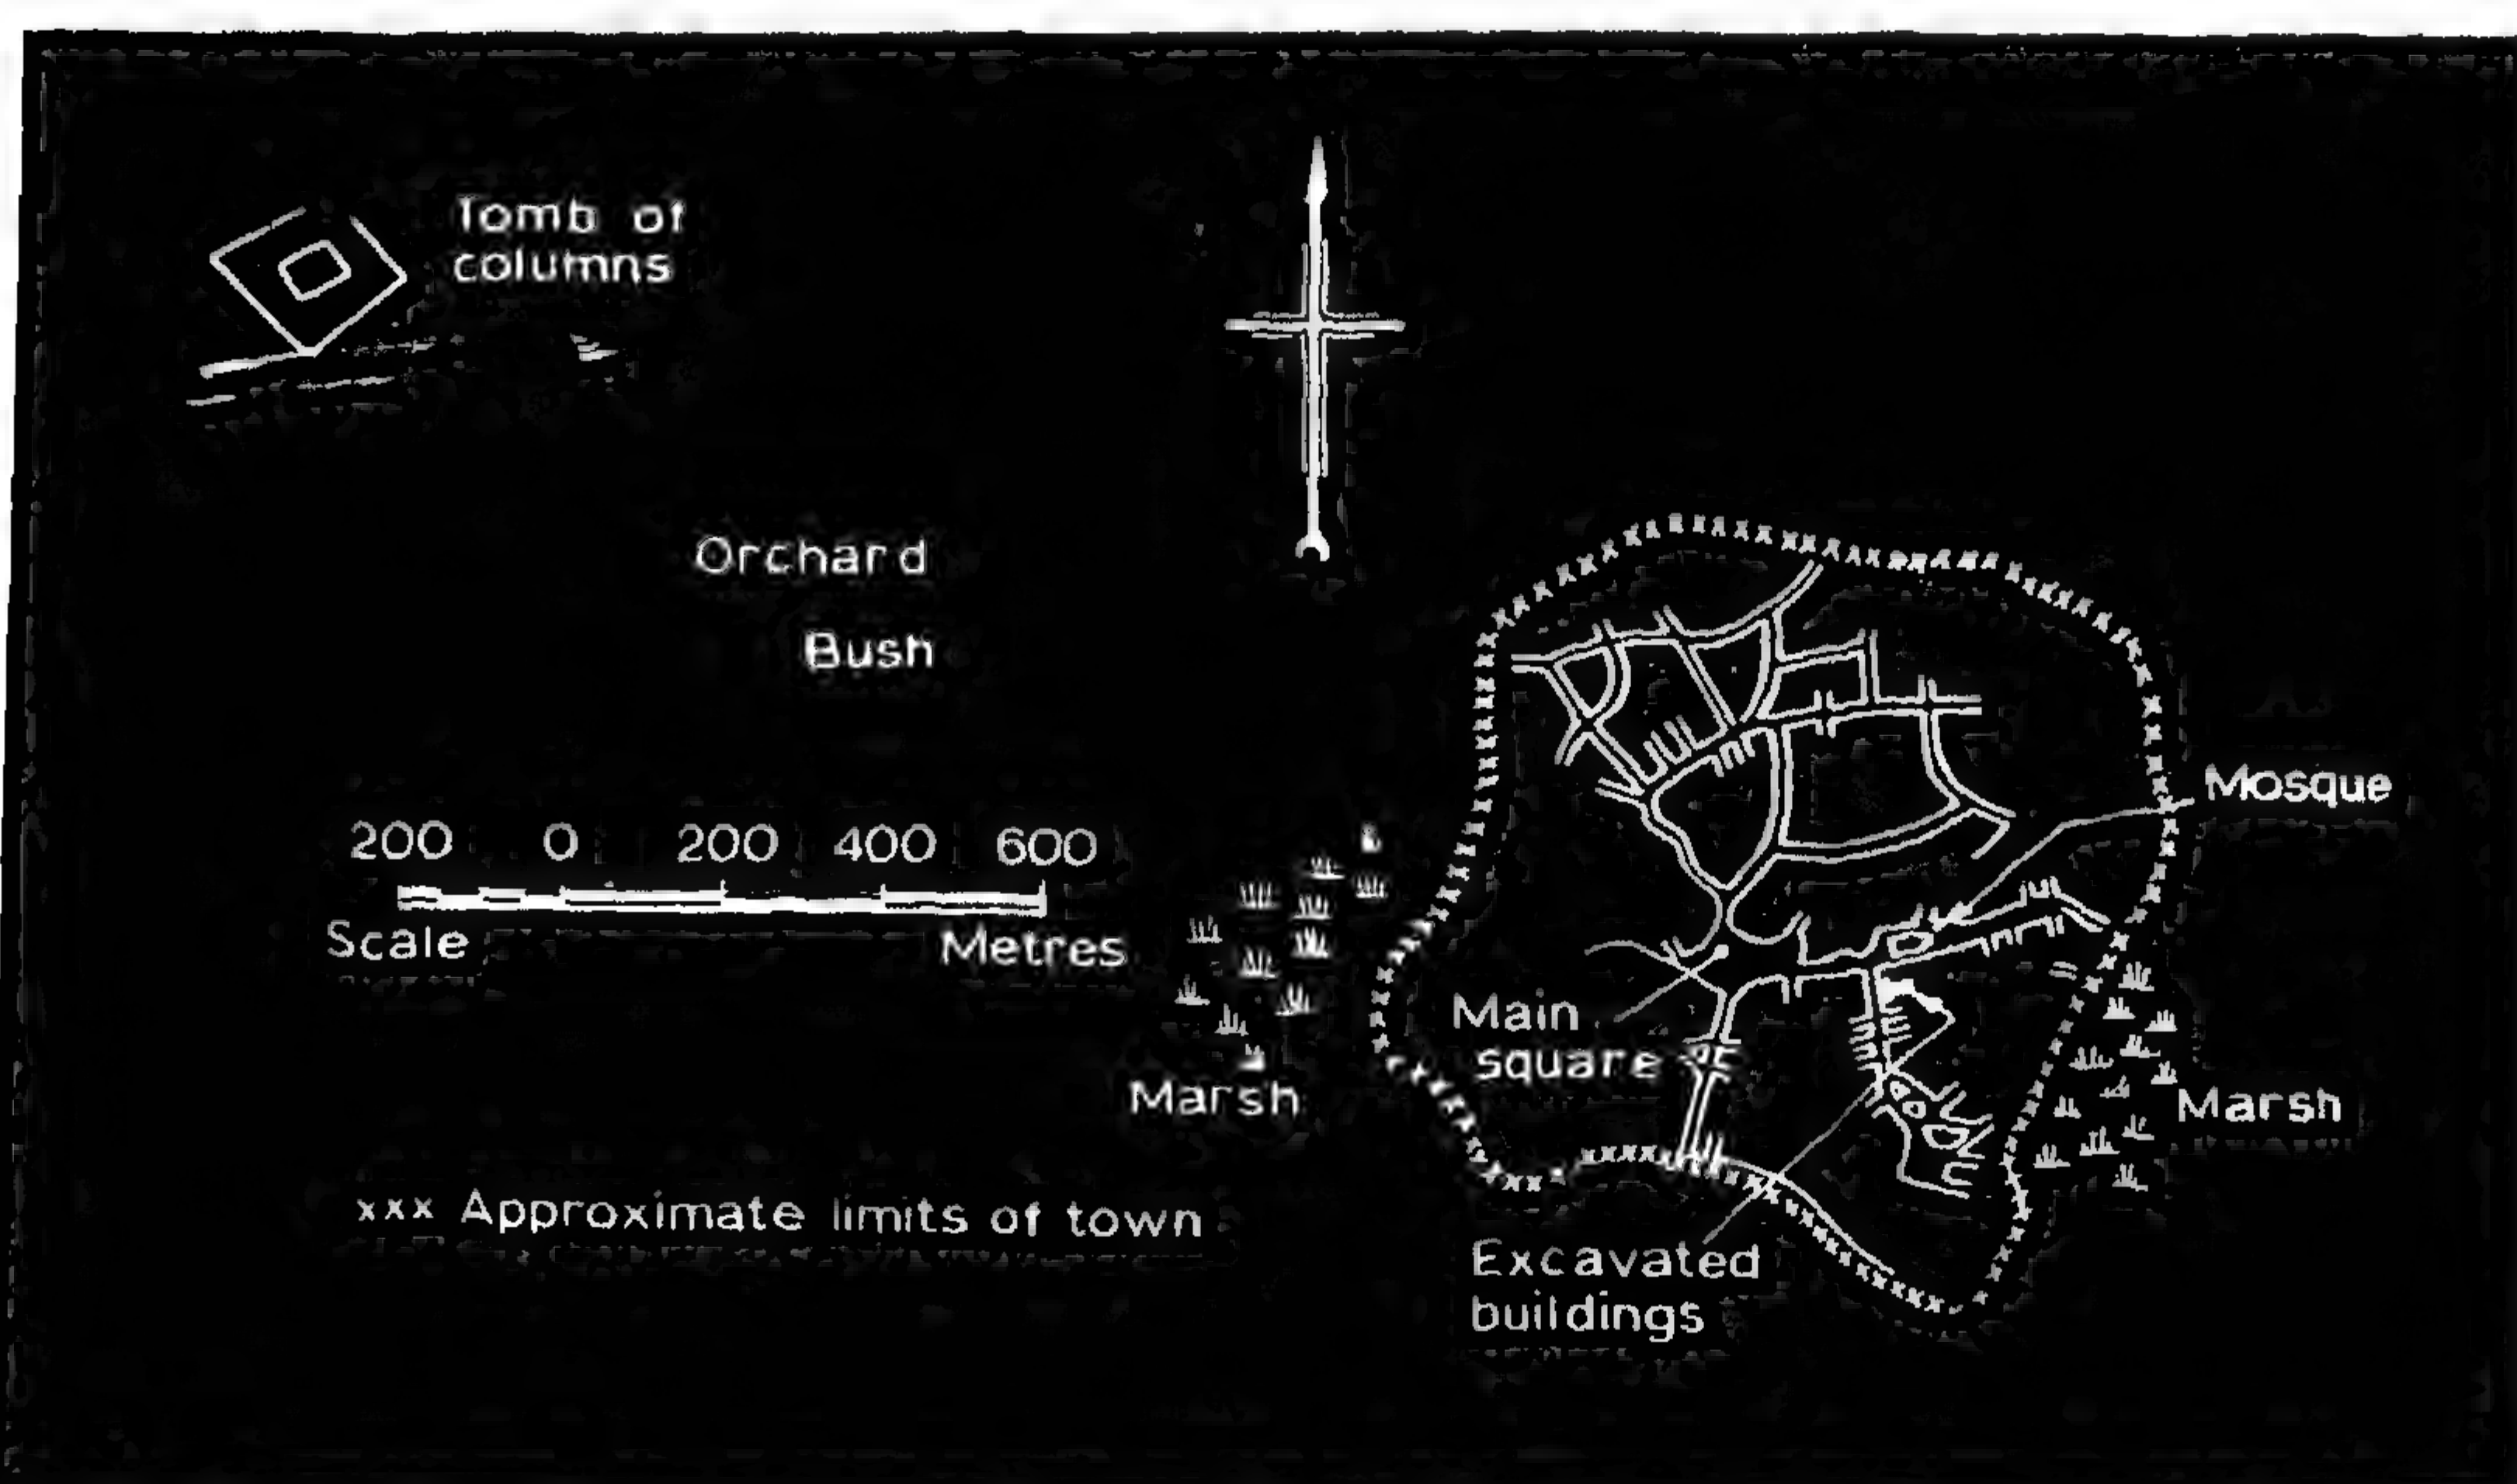 Tomb of
columns
Orchard
Bush
Mosque
200 0 200 400 600
Scale Metres
Main
square
Marsh
Marsh
xxx Approximate limits of town
Excavated
buildings